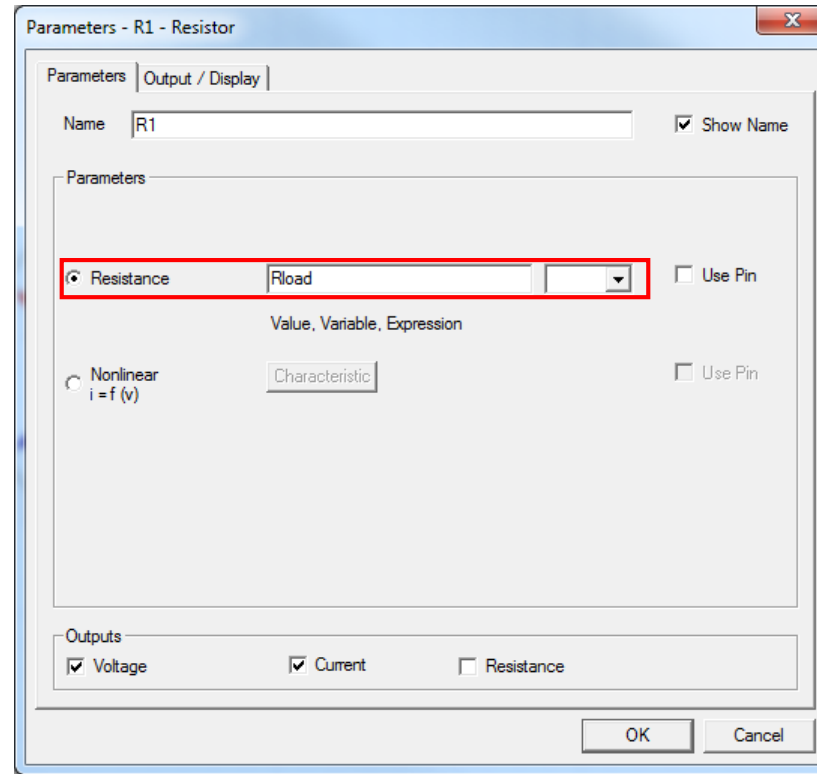 Parameters - R1 - Resistor
Parameters Output / Display
Name R1 Show Name
Parameters
Resistance Rload Use Pin
Value, Variable, Expression
Nonlinear Characteristic Use Pin
i = f (v)
Outputs
Voltage Current Resistance
OK Cancel